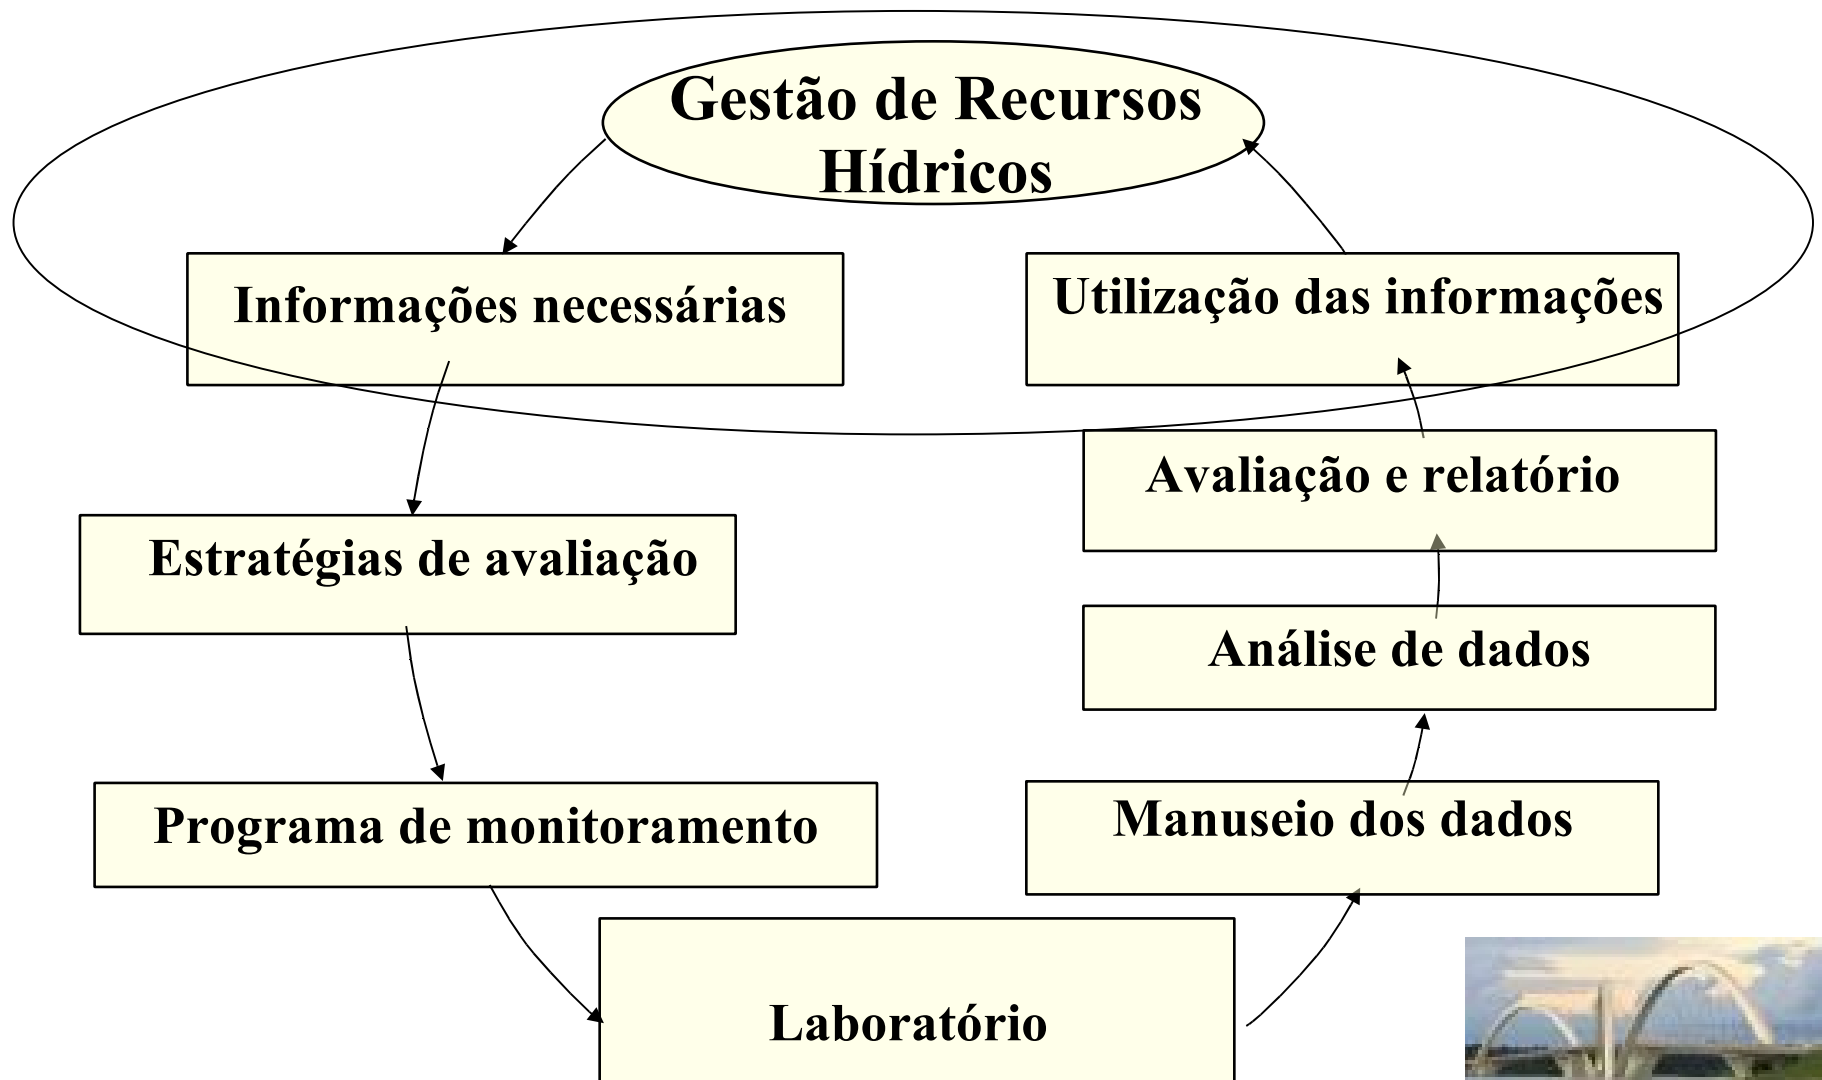 Gestão de Recursos
Hídricos
Informações necessárias
Utilização das informações
Avaliação e relatório
Estratégias de avaliação
Análise de dados
Programa de monitoramento
Manuseio dos dados
Laboratório